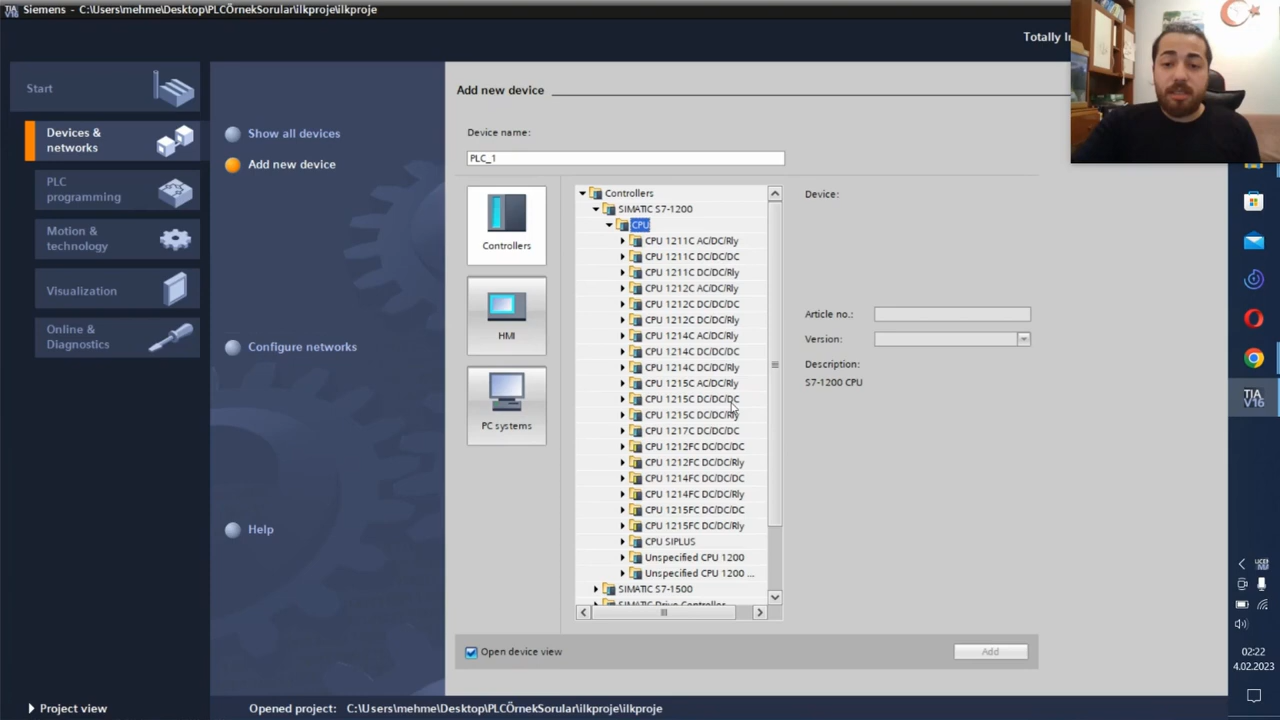 Siemens - C:\Users\mehme\Desktop\PLCÖrnekSorular\ilkproje\ilkproje
TIA
V16
Totally I
Start
Devices &
networks
PLC
programming
Motion &
technology
Visualization
Online &
Diagnostics
Project view
Show all devices
Add new device
Configure networks
Help
Add new device
Device name:
PLC_1
Controllers
HMI
PC systems
Controllers
SIMATIC S7-1200
CPU
CPU 1211C AC/DC/Rly
CPU 1211C DC/DC/DC
CPU 1211C DC/DC/Rly
CPU 1212C AC/DC/Rly
CPU 1212C DC/DC/DC
CPU 1212C DC/DC/Rly
CPU 1214C AC/DC/Rly
CPU 1214C DC/DC/DC
CPU 1214C DC/DC/Rly
CPU 1215C AC/DC/Rly
CPU 1215C DC/DC/DC
CPU 1215C DC/DC/Rly
CPU 1217C DC/DC/DC
CPU 1212FC DC/DC/DC
CPU 1212FC DC/DC/Rly
CPU 1214FC DC/DC/DC
CPU 1214FC DC/DC/Rly
CPU 1215FC DC/DC/DC
CPU 1215FC DC/DC/Rly
CPU SIPLUS
Unspecified CPU 1200
Unspecified CPU 1200 ...
SIMATIC S7-1500
SIMATIC Drive Controller
Device:
Article no.:
Version:
Description:
S7-1200 CPU
Open device view
Add
Opened project: C:\Users\mehme\Desktop\PLCÖrnekSorular\ilkproje\ilkproje
TIA
V16
02:22
4.02.2023